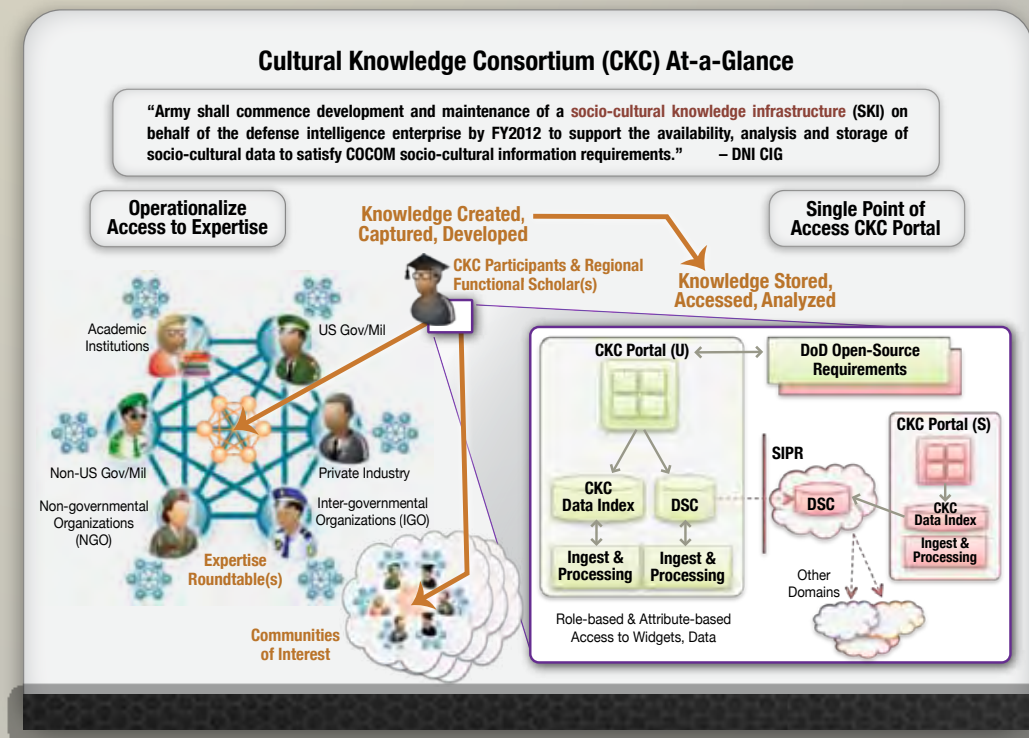 Cultural Knowledge Consortium (CKC) At-a-Glance
“Army shall commence development and maintenance of a socio-cultural knowledge infrastructure (SKI) on
behalf of the defense intelligence enterprise by FY2012 to support the availability, analysis and storage of
socio-cultural data to satisfy COCOM socio-cultural information requirements.” – DNI CIG
Operationalize
Access to Expertise
Knowledge Created,
Captured, Developed
Single Point of
Access CKC Portal
CKC Participants & Regional
Functional Scholar(s)
Knowledge Stored,
Accessed, Analyzed
Academic
Institutions
US Gov/Mil
Non-US Gov/Mil
Private Industry
Non-governmental
Organizations
(NGO)
Inter-governmental
Organizations (IGO)
Expertise
Roundtable(s)
Communities
of Interest
CKC Portal (U)
DoD Open-Source
Requirements
CKC
Data Index
DSC
Ingest &
Processing
Ingest &
Processing
Role-based & Attribute-based
Access to Widgets, Data
SIPR
DSC
CKC Portal (S)
CKC
Data Index
Ingest &
Processing
Other
Domains